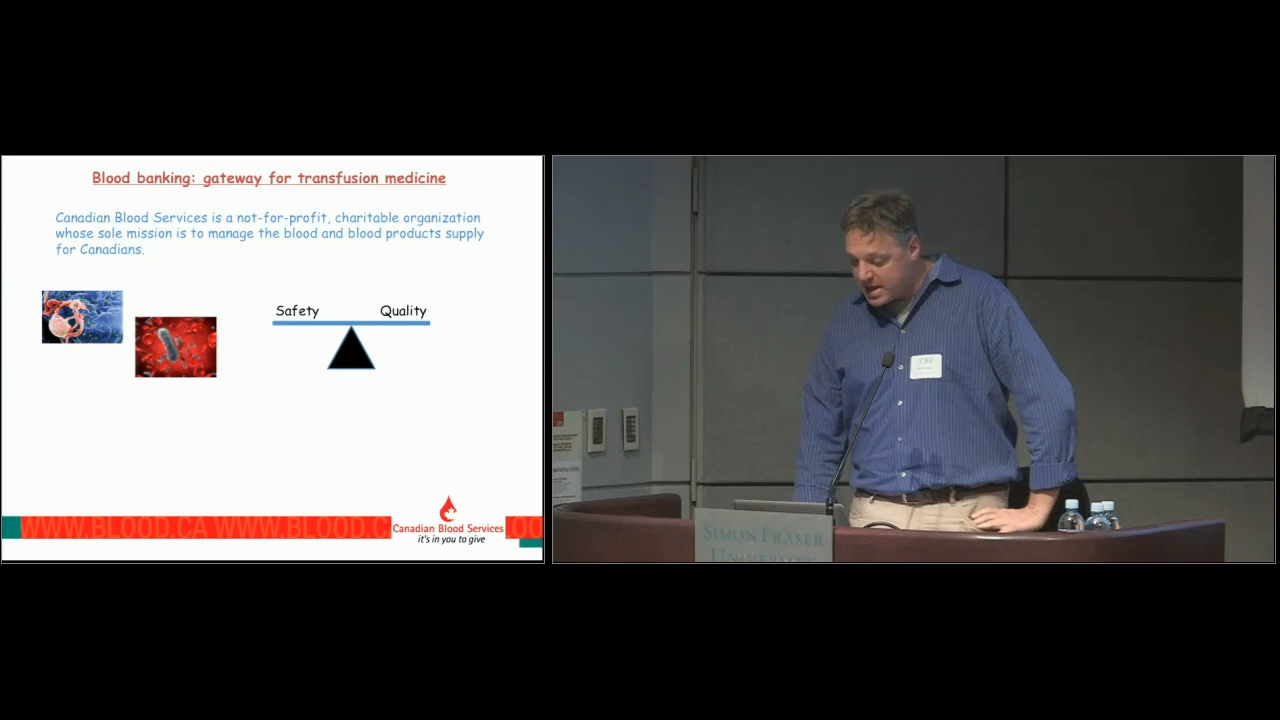 Blood banking: gateway for transfusion medicine
Canadian Blood Services is a not-for-profit, charitable organization
whose sole mission is to manage the blood and blood products supply
for Canadians.
Safety Quality
WWW.BLOOD.CA WWW.BLOOD.C
Canadian Blood Services
it's in you to give
CBR
SIMON FRASER
UNIVERSITY